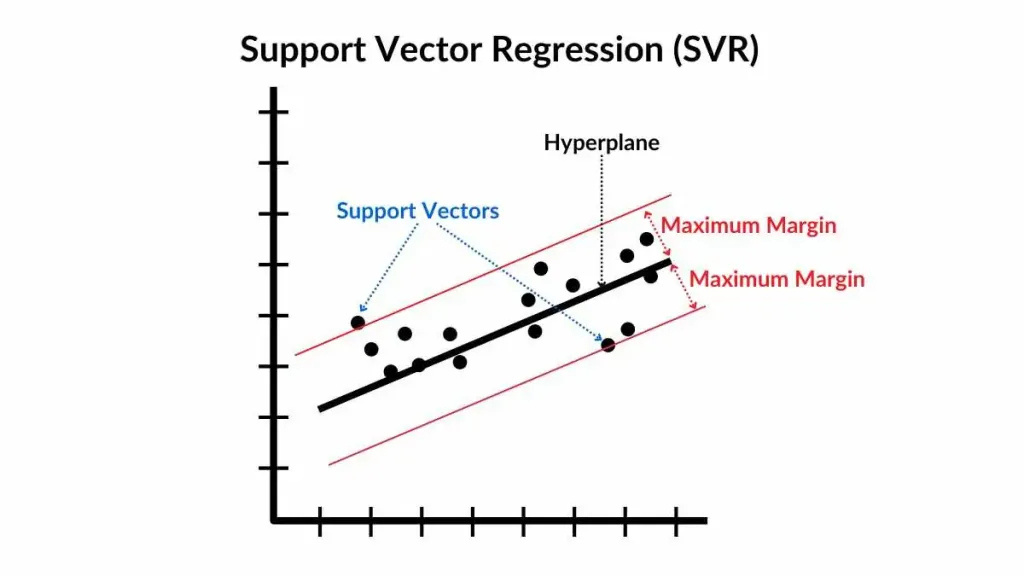 Support Vector Regression (SVR)
Hyperplane
Support Vectors
Maximum Margin
Maximum Margin